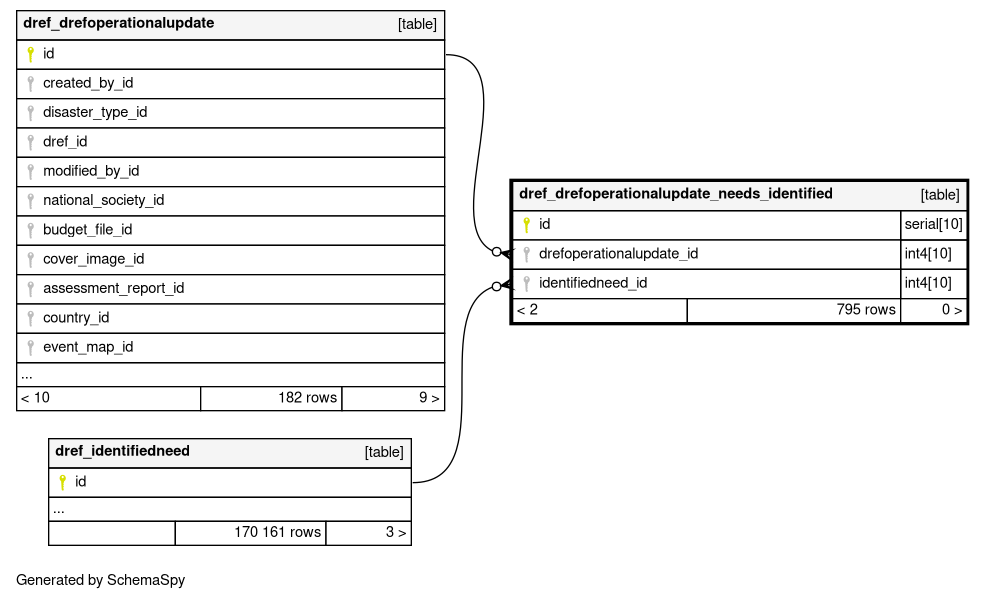 dref_drefoperationalupdate [table]
id
created_by_id
disaster_type_id
dref_id
modified_by_id
national_society_id
budget_file_id
cover_image_id
assessment_report_id
country_id
event_map_id
...
< 10 182 rows 9 >
dref_drefoperationalupdate_needs_identified [table]
id serial[10]
drefoperationalupdate_id int4[10]
identifiedneed_id int4[10]
< 2 795 rows 0 >
dref_identifiedneed [table]
id
...
170 161 rows 3 >
Generated by SchemaSpy